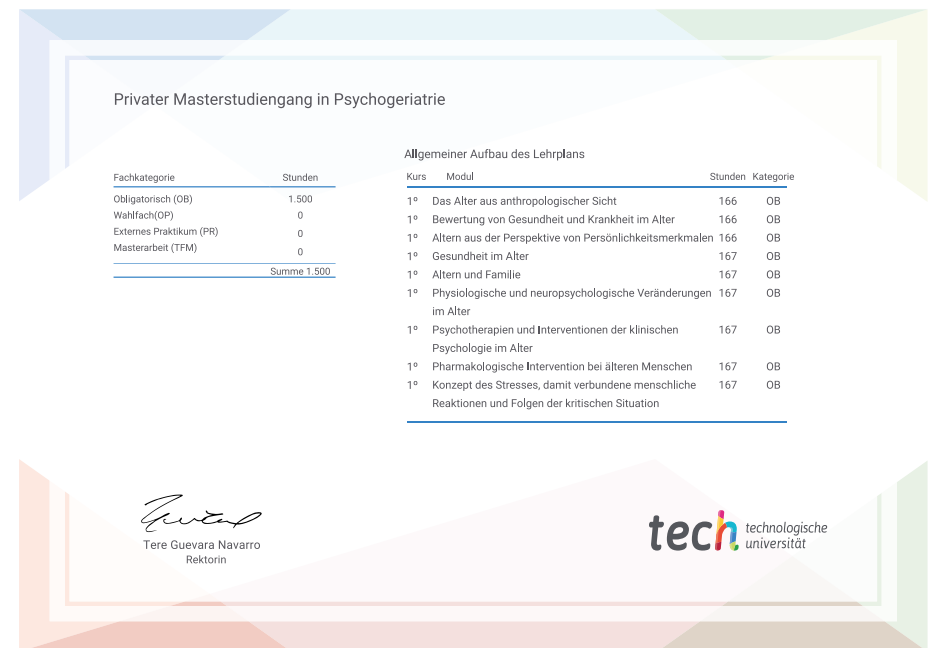 Privater Masterstudiengang in Psychogeriatrie
Fachkategorie Stunden
Obligatorisch (OB) 1.500
Wahlfach(OP) 0
Externes Praktikum (PR) 0
Masterarbeit (TFM) 0
Summe 1.500
Allgemeiner Aufbau des Lehrplans
Kurs Modul Stunden Kategorie
1º Das Alter aus anthropologischer Sicht 166 OB
1º Bewertung von Gesundheit und Krankheit im Alter 166 OB
1º Altern aus der Perspektive von Persönlichkeitsmerkmalen 166 OB
1º Gesundheit im Alter 167 OB
1º Altern und Familie 167 OB
1º Physiologische und neuropsychologische Veränderungen 167 OB
im Alter
1º Psychotherapien und Interventionen der klinischen 167 OB
Psychologie im Alter
1º Pharmakologische Intervention bei älteren Menschen 167 OB
1º Konzept des Stresses, damit verbundene menschliche 167 OB
Reaktionen und Folgen der kritischen Situation
Tere Guevara Navarro
Rektorin
tech technologische
universität